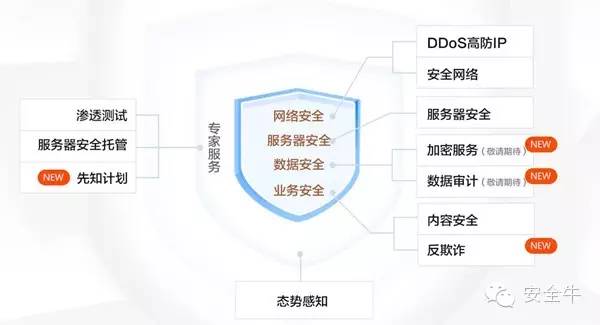 渗透测试
服务器安全托管
NEW 先知计划
专家服务
网络安全
服务器安全
数据安全
业务安全
DDoS高防IP
安全网络
服务器安全
加密服务（敬请期待） NEW
数据审计（敬请期待） NEW
内容安全
反欺诈 NEW
态势感知
安全牛